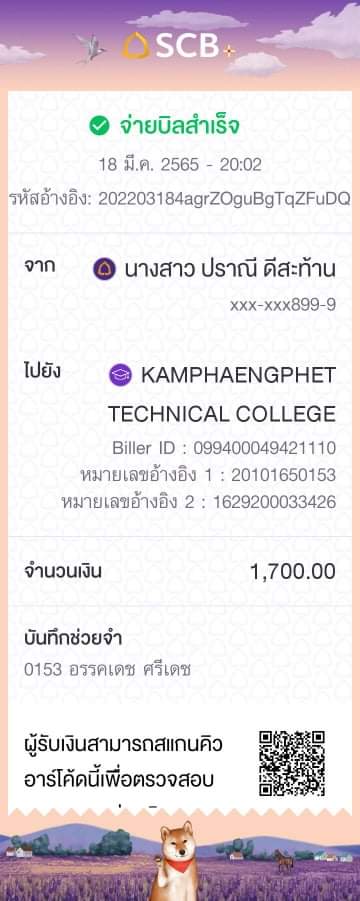 SCB
จ่ายบิลสำเร็จ
18 มี.ค. 2565 - 20:02
รหัสอ้างอิง: 202203184agrZOguBgTqZFuDQ
จาก นางสาว ปราณี ดีสะท้าน
xxx-xxx899-9
ไปยัง KAMPHAENGPHET
TECHNICAL COLLEGE
Biller ID : 099400049421110
หมายเลขอ้างอิง 1 : 20101650153
หมายเลขอ้างอิง 2 : 1629200033426
จำนวนเงิน 1,700.00
บันทึกช่วยจำ
0153 อรรคเดช ศรีเดช
ผู้รับเงินสามารถสแกนคิว
อาร์โค้ดนี้เพื่อตรวจสอบ